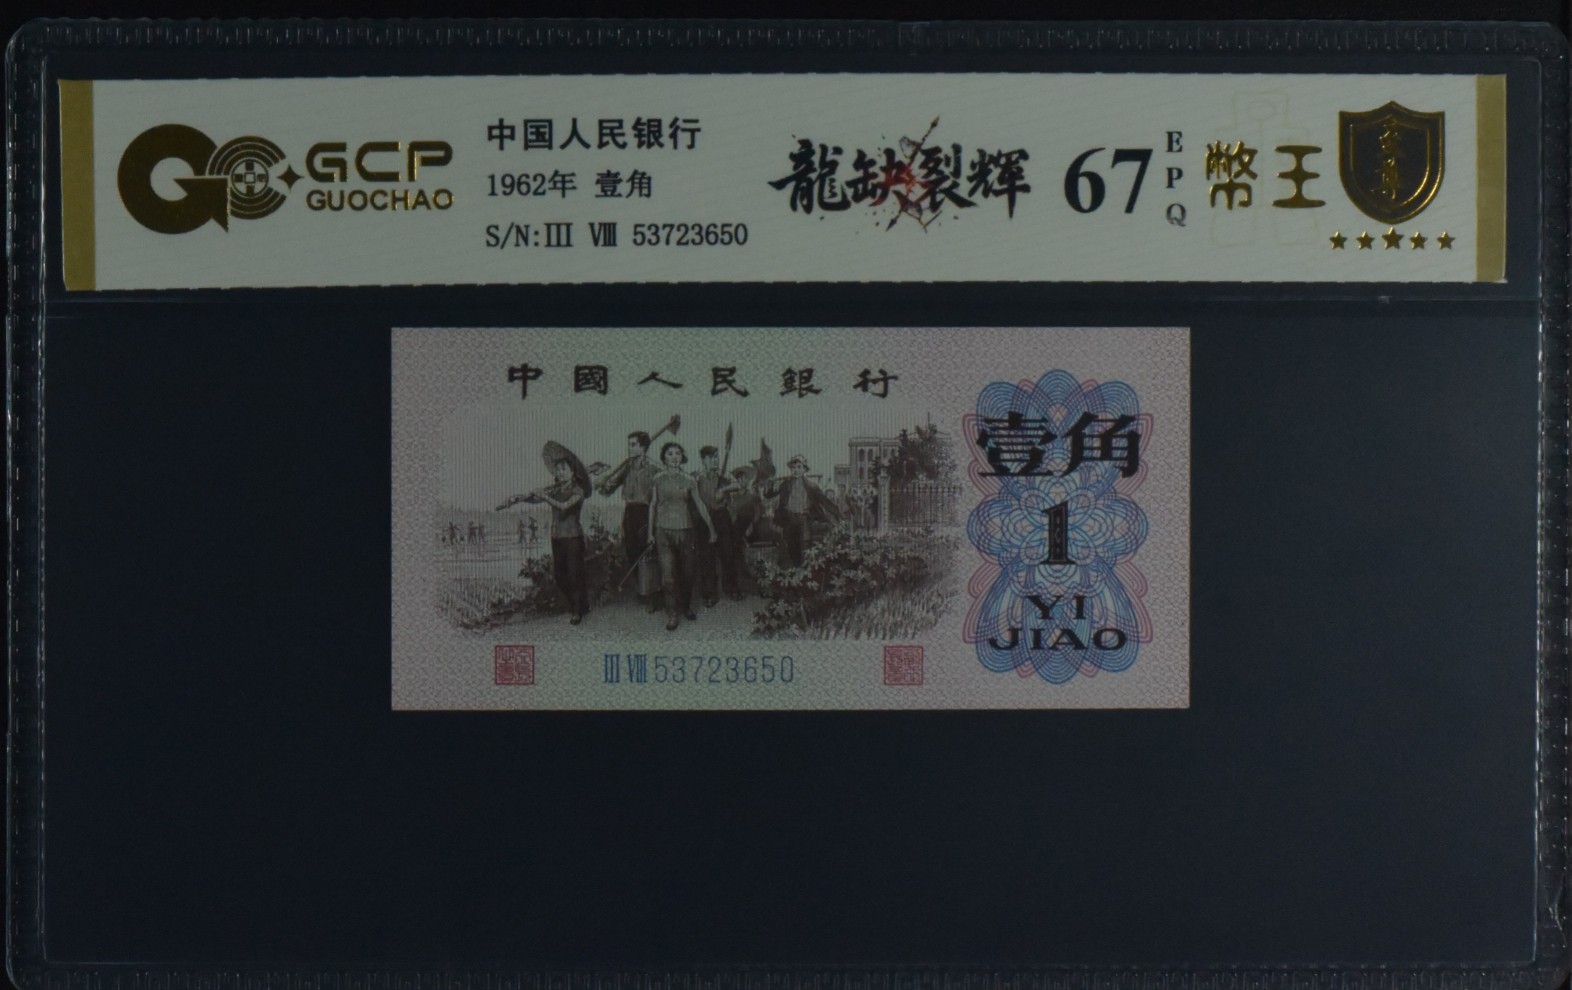 GCP
GUOCHAO
中国人民银行
1962年 壹角
S/N:III VIII 53723650
龍缺裂輝
67
EPQ
幣王
中國人民銀行
壹角
1
YI
JIAO
III VIII 53723650